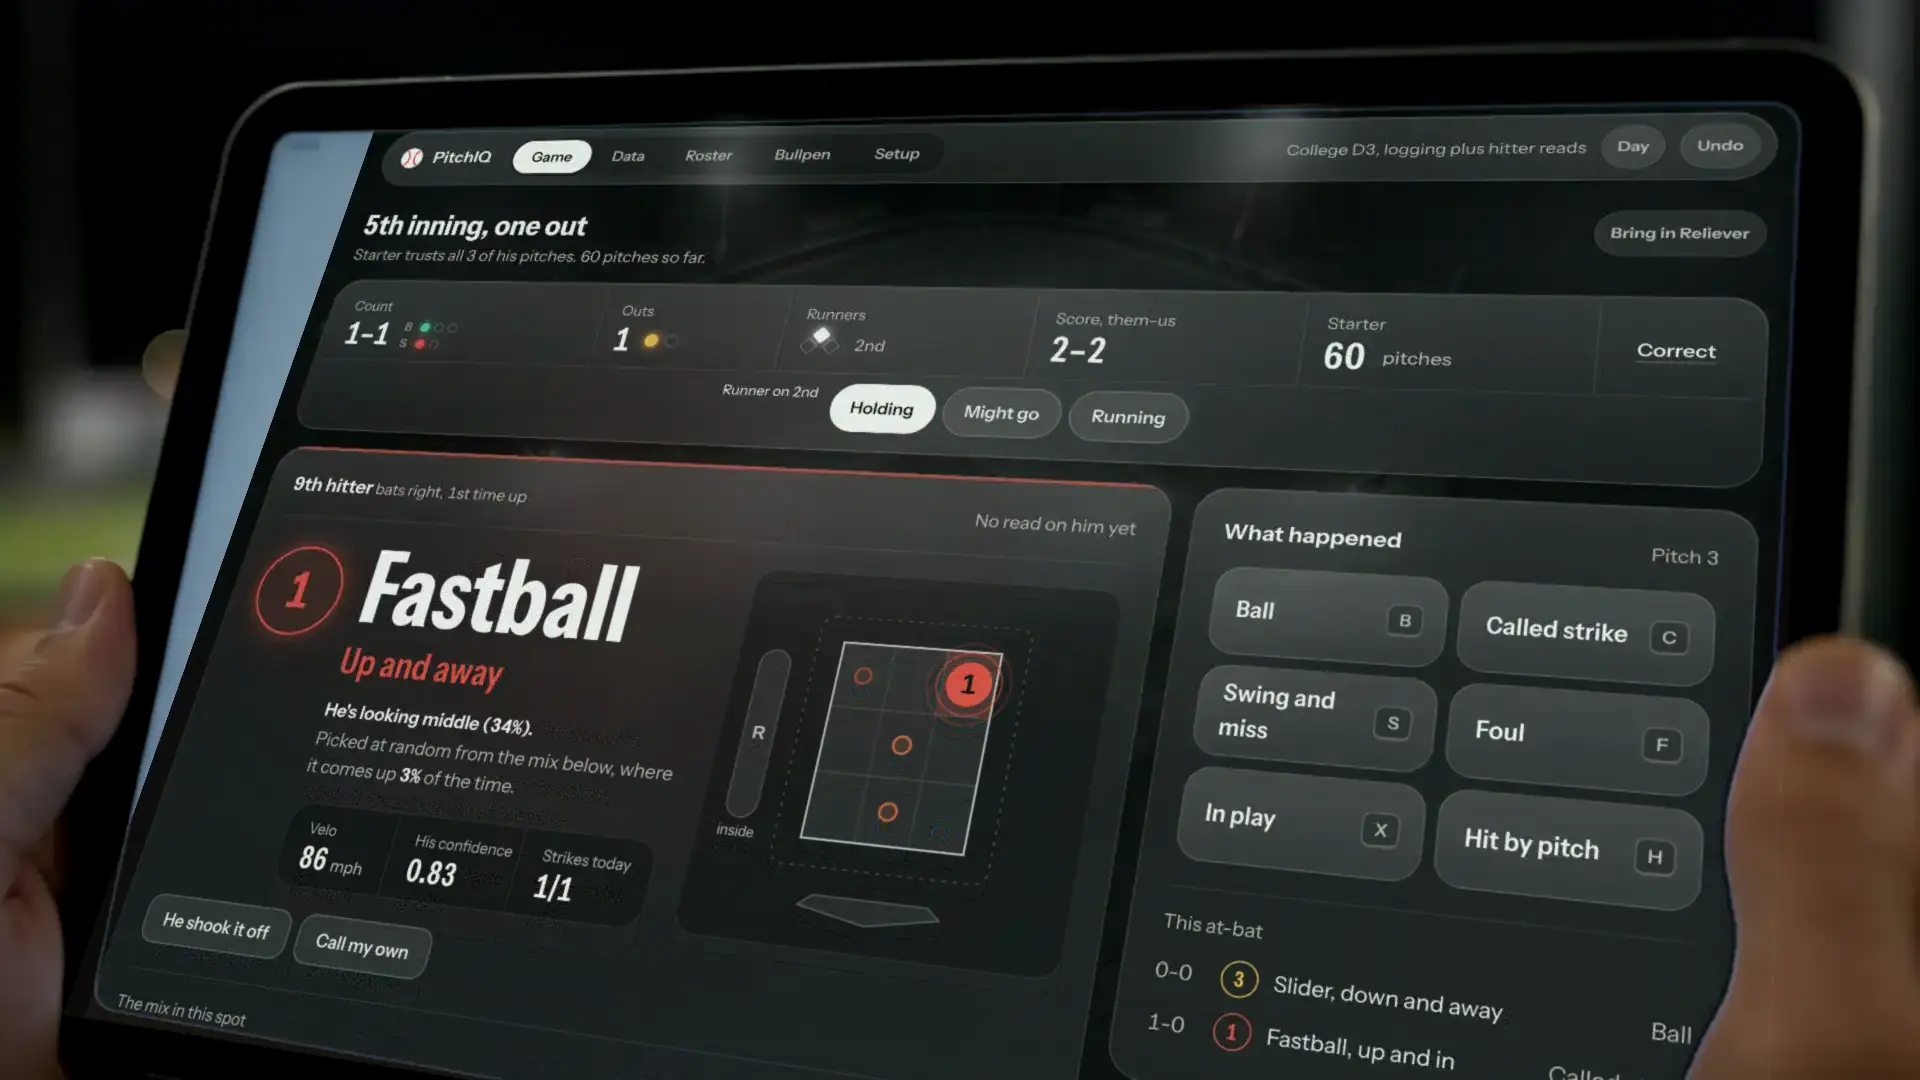 PitchIQ
Game
Data
Roster
Bullpen
Setup
College D3, logging plus hitter reads
Day
Undo
5th inning, one out
Starter trusts all 3 of his pitches. 60 pitches so far.
Bring in Reliever
Count
1-1
B
S
Outs
1
Runners
2nd
Score, them-us
2-2
Starter
60 pitches
Correct
Runner on 2nd
Holding
Might go
Running
9th hitter bats right, 1st time up
No read on him yet
1
Fastball
Up and away
He's looking middle (34%).
Picked at random from the mix below, where
it comes up 3% of the time.
Velo
86 mph
His confidence
0.83
Strikes today
1/1
He shook it off
Call my own
The mix in this spot
R
inside
1
What happened
Pitch 3
Ball B
Called strike C
Swing and
miss S
Foul F
In play X
Hit by pitch H
This at-bat
0-0 3 Slider, down and away Ball
1-0 1 Fastball, up and in